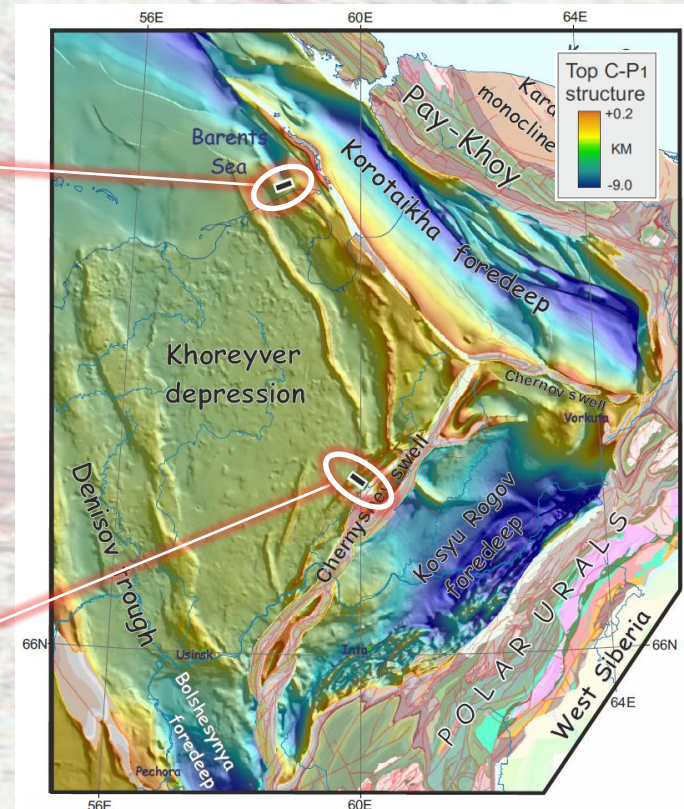 56E
60E
64E
Top C-P1
structure
+0.2
KM
-9.0
Kara
monocline
Pay-Khoy
Barents
Sea
Korotaikha foredeep
Khoreyver
depression
Chernov swell
Vorkuta
Chernyshev swell
Kosyu Rogov
foredeep
Denisov trough
POLAR URALS
66N
66N
Usinsk
Inta
West Siberia
64E
Bolshesynya
foredeep
Pechora
56E
60E